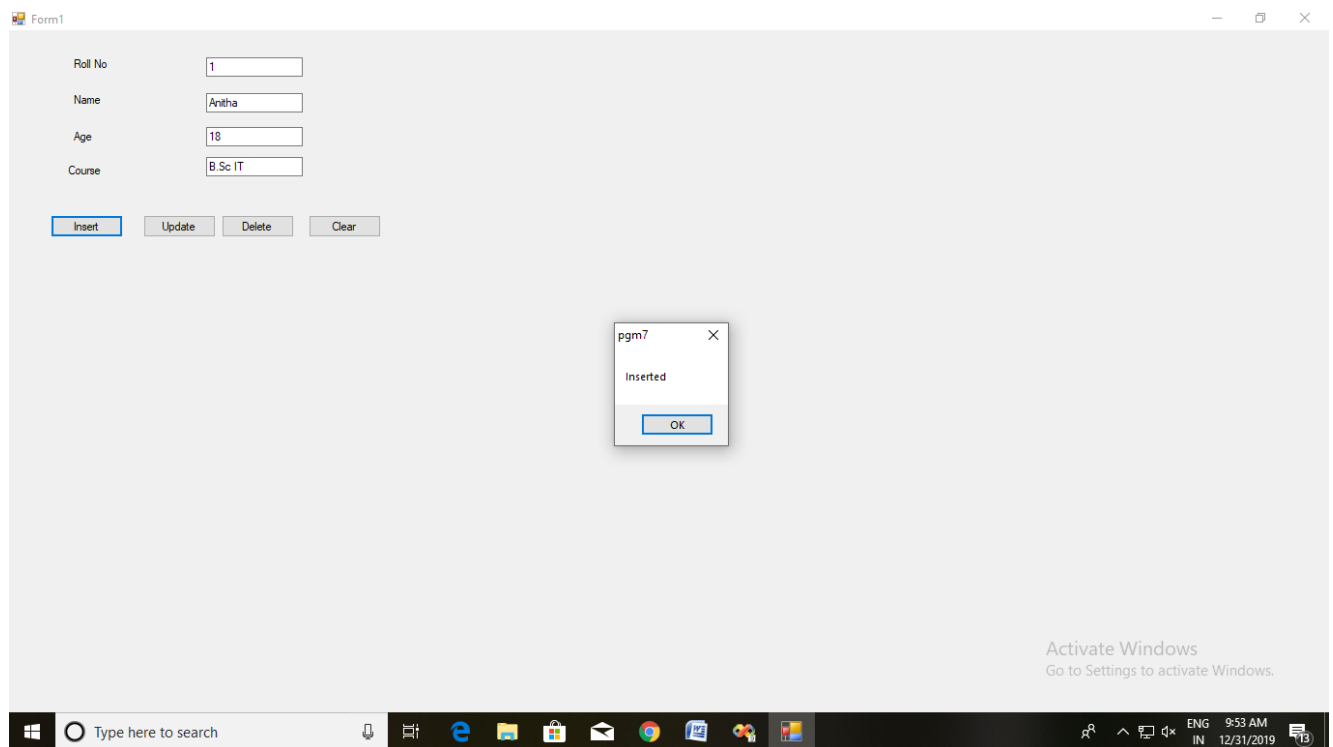 Form1
Roll No 1
Name Anitha
Age 18
Course B.Sc IT
Insert Update Delete Clear
pgm7
Inserted
OK
Activate Windows
Go to Settings to activate Windows.
Type here to search
ENG 9:53 AM
IN 12/31/2019
13